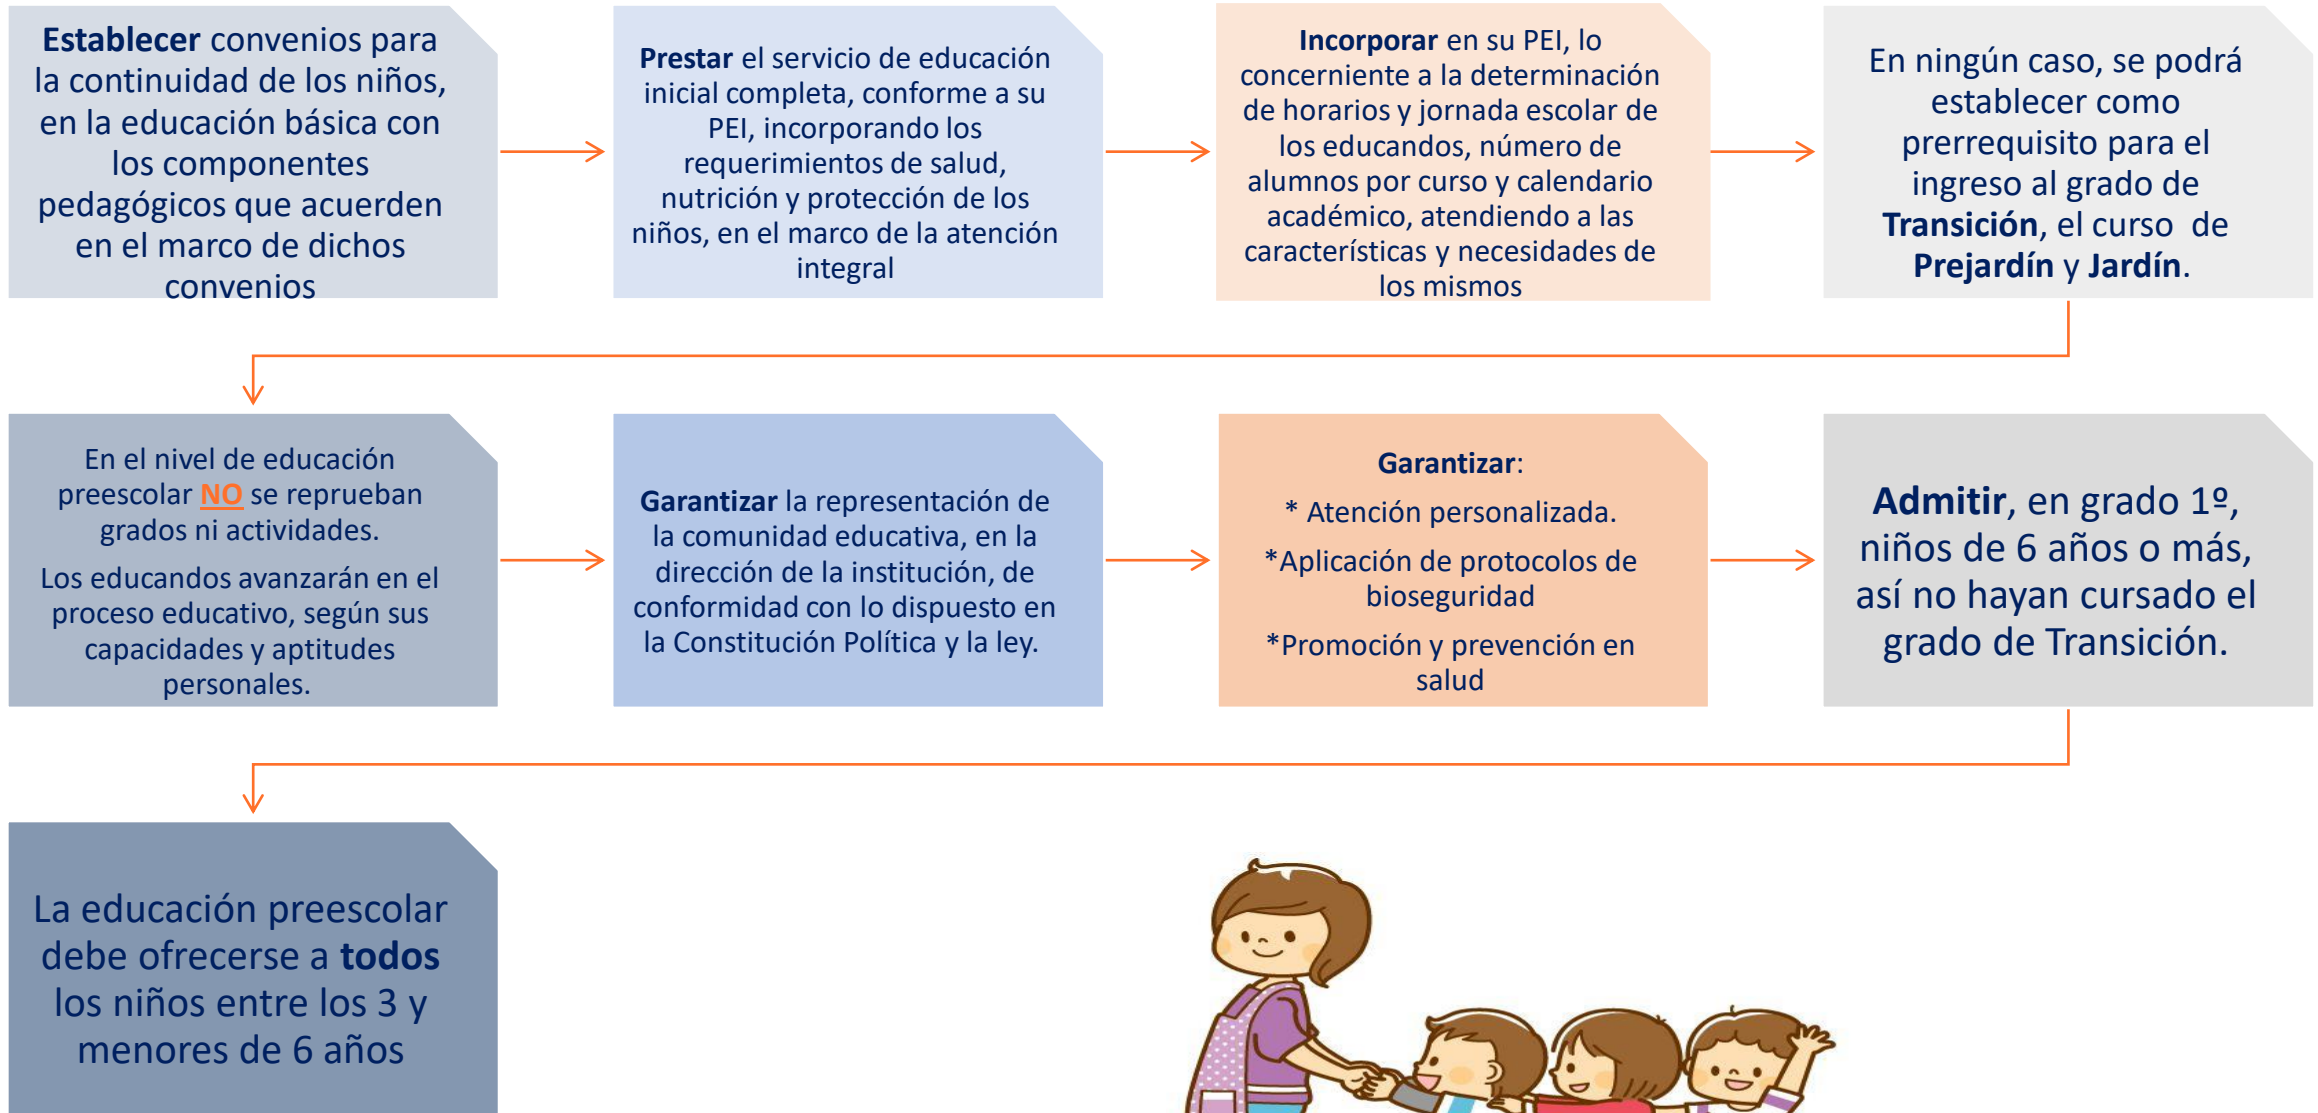 Establecer convenios para
la continuidad de los niños,
en la educación básica con
los componentes
pedagógicos que acuerden
en el marco de dichos
convenios
Prestar el servicio de educación
inicial completa, conforme a su
PEI, incorporando los
requerimientos de salud,
nutrición y protección de los
niños, en el marco de la atención
integral
Incorporar en su PEI, lo
concerniente a la determinación
de horarios y jornada escolar de
los educandos, número de
alumnos por curso y calendario
académico, atendiendo a las
características y necesidades de
los mismos
En ningún caso, se podrá
establecer como
prerrequisito para el
ingreso al grado de
Transición, el curso de
Prejardín y Jardín.
En el nivel de educación
preescolar NO se reprueban
grados ni actividades.
Los educandos avanzarán en el
proceso educativo, según sus
capacidades y aptitudes
personales.
Garantizar la representación de
la comunidad educativa, en la
dirección de la institución, de
conformidad con lo dispuesto en
la Constitución Política y la ley.
Garantizar:
* Atención personalizada.
*Aplicación de protocolos de
bioseguridad
*Promoción y prevención en
salud
Admitir, en grado 1º,
niños de 6 años o más,
así no hayan cursado el
grado de Transición.
La educación preescolar
debe ofrecerse a todos
los niños entre los 3 y
menores de 6 años